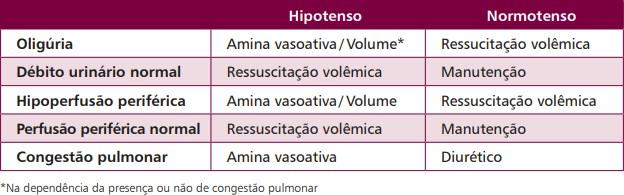 Hipotenso Normotenso
Oligúria Amina vasoativa/Volume* Ressucitação volêmica
Débito urinário normal Ressuscitação volêmica Manutenção
Hipoperfusão periférica Amina vasoativa/Volume Ressuscitação volêmica
Perfusão periférica normal Ressuscitação volêmica Manutenção
Congestão pulmonar Amina vasoativa Diurético
*Na dependência da presença ou não de congestão pulmonar